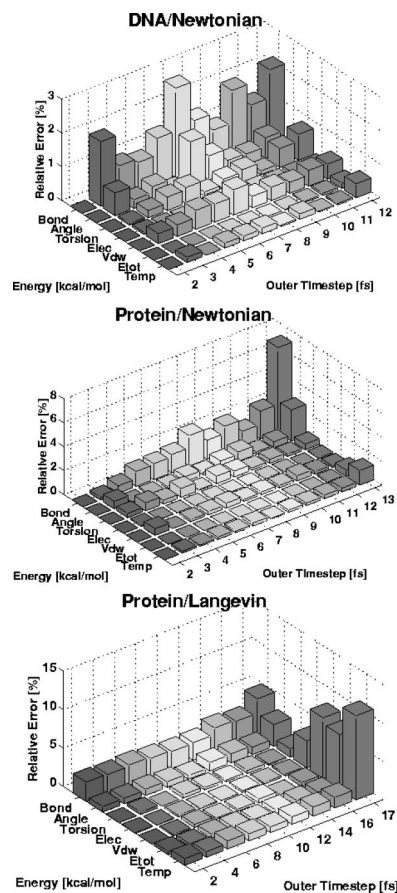 DNA/Newtonian
3
2
1
0
Relative Error [%]
Bond
Angle
Torsion
Elec
Vdw
Etot
Temp
2
3
4
5
6
7
8
9
10
11
12
Energy [kcal/mol]
Outer Timestep [fs]
Protein/Newtonian
8
6
4
2
0
Relative Error [%]
Bond
Angle
Torsion
Elec
Vdw
Etot
Temp
2
3
4
5
6
7
8
9
10
11
12
13
Energy [kcal/mol]
Outer Timestep [fs]
Protein/Langevin
15
10
5
0
Relative Error [%]
Bond
Angle
Torsion
Elec
Vdw
Etot
Temp
2
4
6
8
10
12
14
16
17
Energy [kcal/mol]
Outer Timestep [fs]